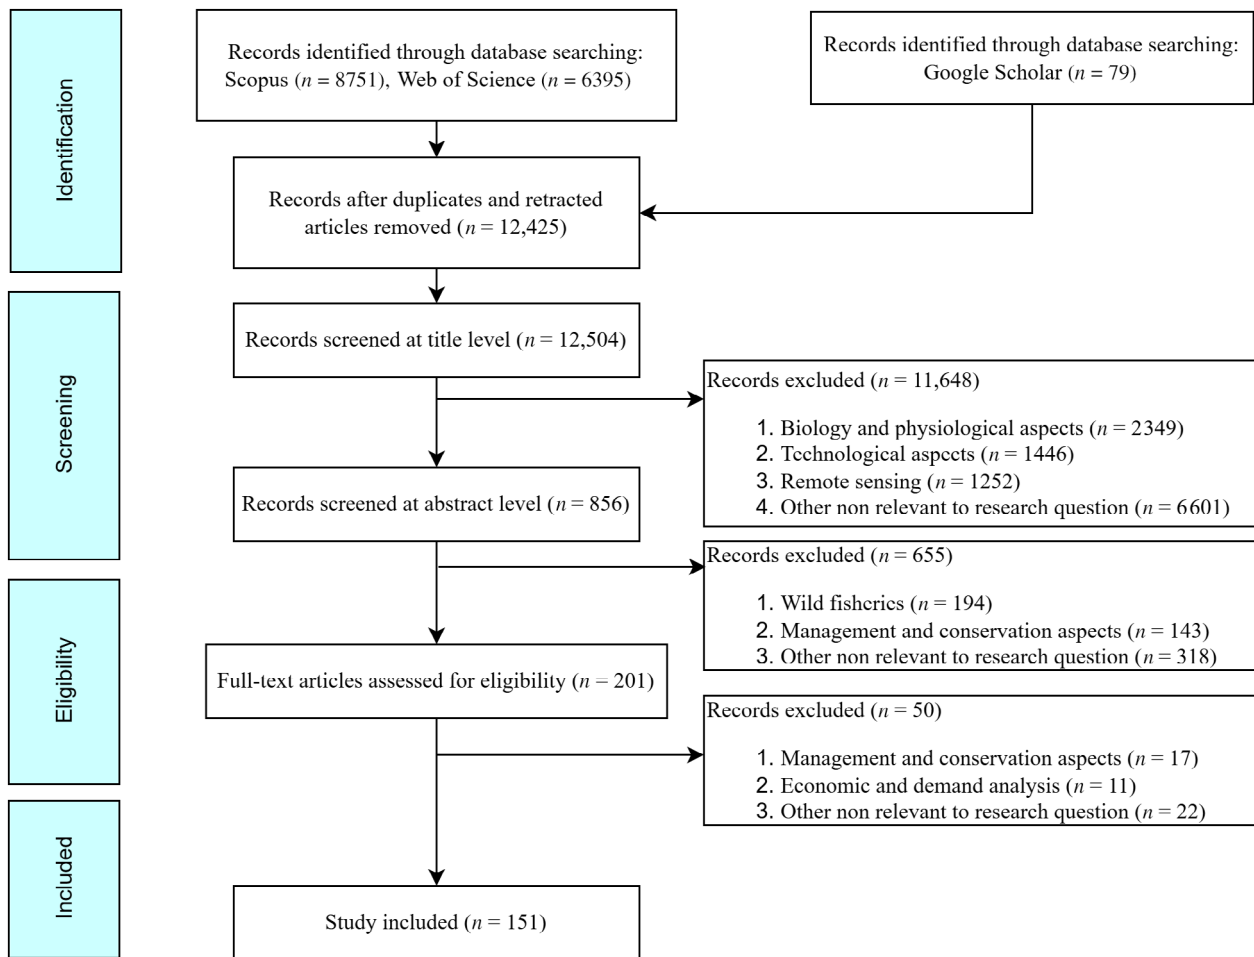 Identification
Records identified through database searching:
Scopus (n = 8751), Web of Science (n = 6395)
Records identified through database searching:
Google Scholar (n = 79)
Records after duplicates and retracted
articles removed (n = 12,425)
Screening
Records screened at title level (n = 12,504)
Records excluded (n = 11,648)
1. Biology and physiological aspects (n = 2349)
2. Technological aspects (n = 1446)
3. Remote sensing (n = 1252)
4. Other non relevant to research question (n = 6601)
Records screened at abstract level (n = 856)
Records excluded (n = 655)
1. Wild fisheries (n = 194)
2. Management and conservation aspects (n = 143)
3. Other non relevant to research question (n = 318)
Eligibility
Full-text articles assessed for eligibility (n = 201)
Records excluded (n = 50)
1. Management and conservation aspects (n = 17)
2. Economic and demand analysis (n = 11)
3. Other non relevant to research question (n = 22)
Included
Study included (n = 151)